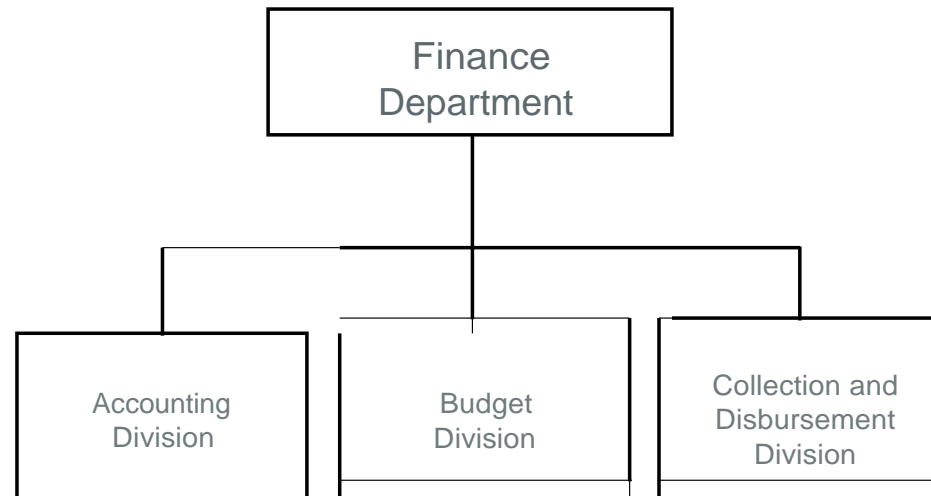 Finance
Department
Accounting
Division
Budget
Division
Collection and
Disbursement
Division